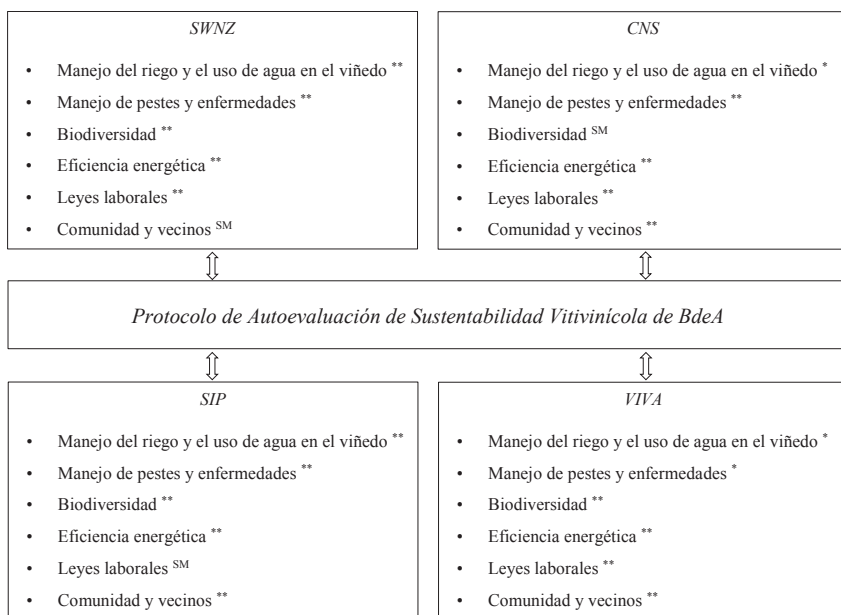 SWNZ
• Manejo del riego y el uso de agua en el viñedo **
• Manejo de pestes y enfermedades **
• Biodiversidad **
• Eficiencia energética **
• Leyes laborales **
• Comunidad y vecinos SM
CNS
• Manejo del riego y el uso de agua en el viñedo *
• Manejo de pestes y enfermedades **
• Biodiversidad SM
• Eficiencia energética **
• Leyes laborales **
• Comunidad y vecinos **
Protocolo de Autoevaluación de Sustentabilidad Vitivinícola de BdeA
SIP
• Manejo del riego y el uso de agua en el viñedo **
• Manejo de pestes y enfermedades **
• Biodiversidad **
• Eficiencia energética **
• Leyes laborales SM
• Comunidad y vecinos **
VIVA
• Manejo del riego y el uso de agua en el viñedo *
• Manejo de pestes y enfermedades *
• Biodiversidad **
• Eficiencia energética **
• Leyes laborales **
• Comunidad y vecinos **